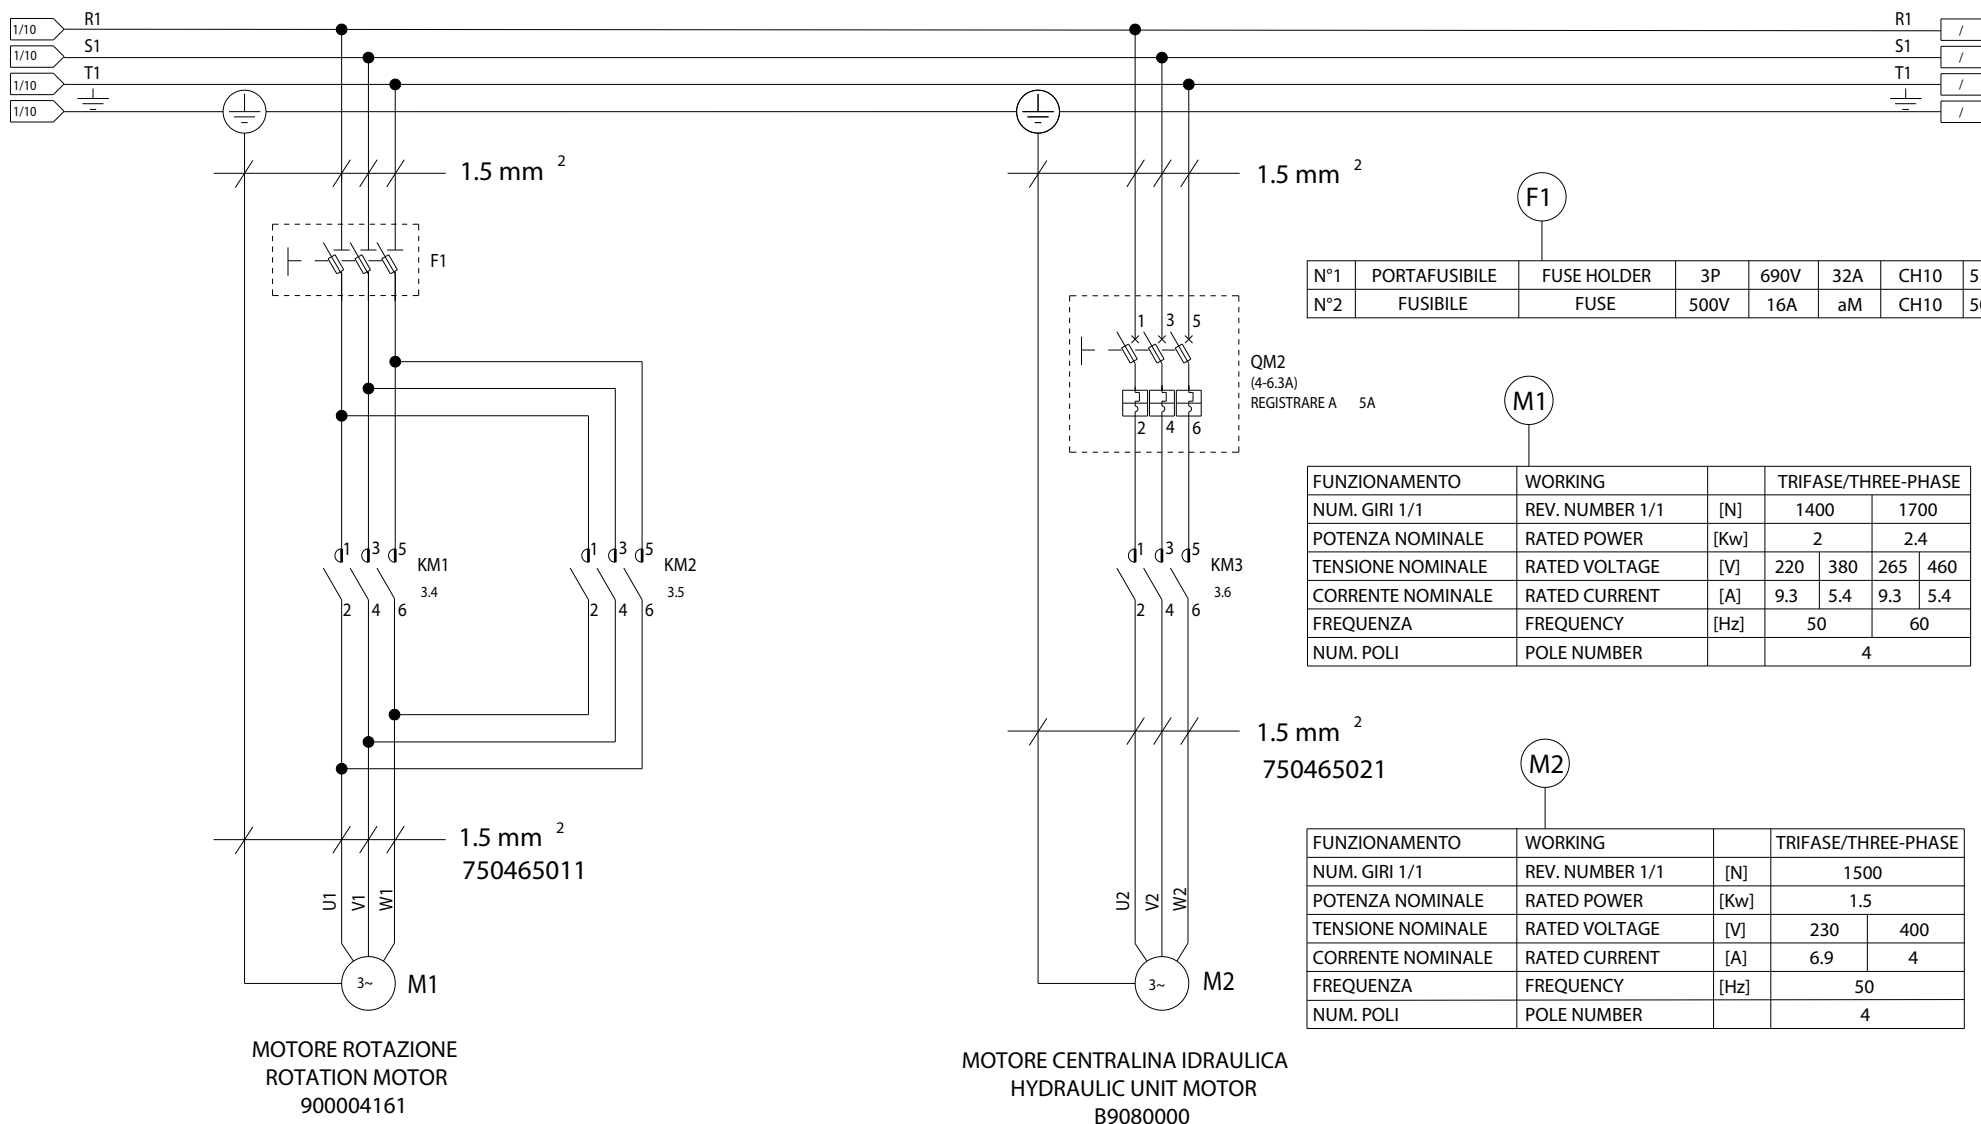 1/10 R1 R1 /
1/10 S1 S1 /
1/10 T1 T1 /
1/10 /
1.5 mm 2
1.5 mm 2
F1
F1
N°1 PORTAFUSIBILE FUSE HOLDER 3P 690V 32A CH10 5
N°2 FUSIBILE FUSE 500V 16A aM CH10
1 3 5
QM2
(4-6.3A)
REGISTRARE A 5A
2 4 6
M1
FUNZIONAMENTO WORKING TRIFASE/THREE-PHASE
NUM. GIRI 1/1 REV. NUMBER 1/1 [N] 1400 1700
POTENZA NOMINALE RATED POWER [Kw] 2 2.4
TENSIONE NOMINALE RATED VOLTAGE [V] 220 380 265 460
CORRENTE NOMINALE RATED CURRENT [A] 9.3 5.4 9.3 5.4
FREQUENZA FREQUENCY [Hz] 50 60
NUM. POLI POLE NUMBER 4
1 3 5 KM1
3.4
2 4 6
1 3 5 KM2
3.5
2 4 6
1 3 5 KM3
3.6
2 4 6
1.5 mm 2
750465021
1.5 mm 2
750465011
M2
FUNZIONAMENTO WORKING TRIFASE/THREE-PHASE
NUM. GIRI 1/1 REV. NUMBER 1/1 [N] 1500
POTENZA NOMINALE RATED POWER [Kw] 1.5
TENSIONE NOMINALE RATED VOLTAGE [V] 230 400
CORRENTE NOMINALE RATED CURRENT [A] 6.9 4
FREQUENZA FREQUENCY [Hz] 50
NUM. POLI POLE NUMBER 4
U1 V1 W1
3~ M1
MOTORE ROTAZIONE
ROTATION MOTOR
900004161
U2 V2 W2
3~ M2
MOTORE CENTRALINA IDRAULICA
HYDRAULIC UNIT MOTOR
B9080000